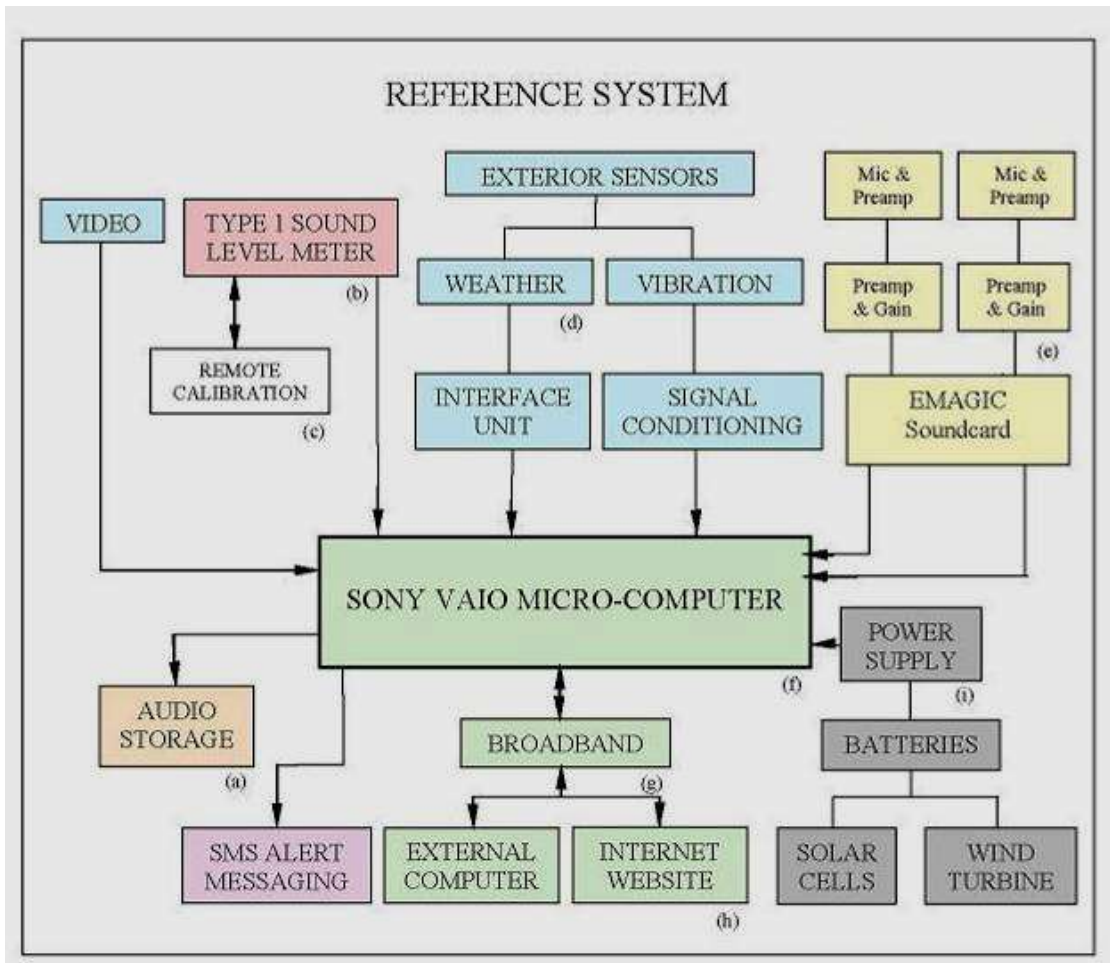 REFERENCE SYSTEM
EXTERIOR SENSORS
Mic &
Preamp
Mic &
Preamp
VIDEO
TYPE 1 SOUND
LEVEL METER
(b)
WEATHER
(d)
VIBRATION
Preamp
& Gain
Preamp
& Gain
(e)
REMOTE
CALIBRATION
(c)
INTERFACE
UNIT
SIGNAL
CONDITIONING
EMAGIC
Soundcard
SONY VAIO MICRO-COMPUTER
(f)
POWER
SUPPLY
(i)
AUDIO
STORAGE
(a)
BROADBAND
(g)
BATTERIES
SMS ALERT
MESSAGING
EXTERNAL
COMPUTER
INTERNET
WEBSITE
(h)
SOLAR
CELLS
WIND
TURBINE